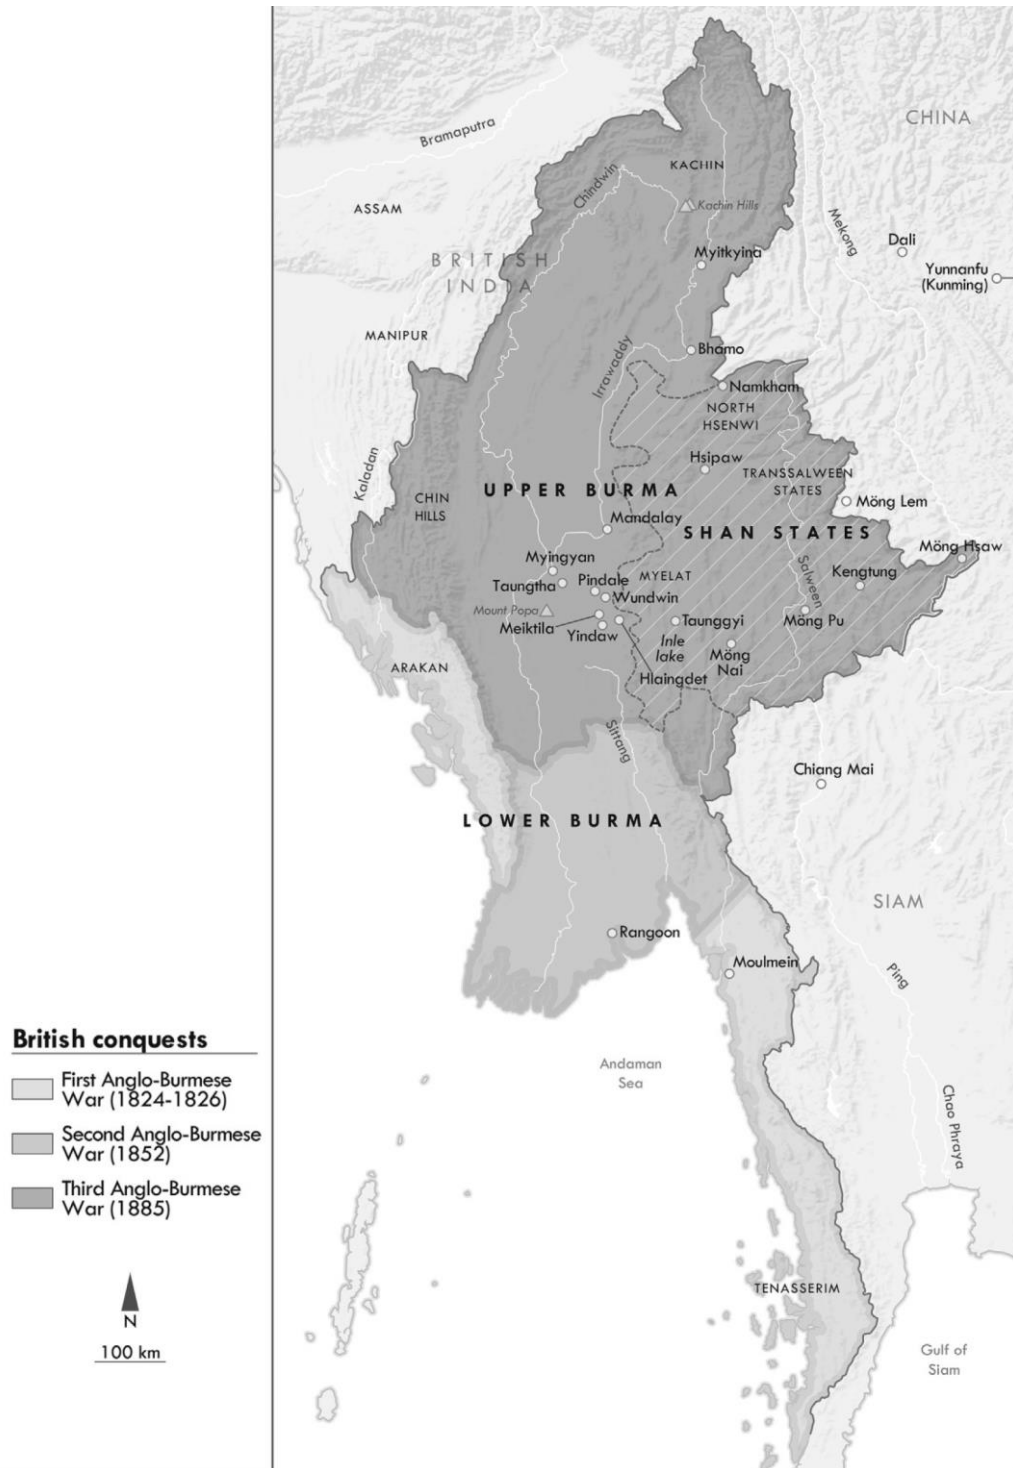 CHINA
Bramaputra
KACHIN
Chindwin
ASSAM
Kachin Hills
Mekong
Dali
BRITISH
INDIA
Myitkyina
Yunnanfu
(Kunming)
MANIPUR
Bhamo
Irrawaddy
Namkham
NORTH
HSENWI
Kaladan
Hsipaw
TRANSSALWEEN
STATES
CHIN
HILLS
UPPER BURMA
Möng Lem
Mandalay
SHAN STATES
Möng Hsaw
Myingyan
Taungtha
Pindale
MYELAT
Salween
Kengtung
Wundwin
Mount Popa
Meiktila
Yindaw
Taunggyi
Möng Pu
Inle
lake
Möng
Nai
ARAKAN
Hlaingdet
Sittang
Chiang Mai
LOWER BURMA
SIAM
Rangoon
Moulmein
Ping
British conquests
First Anglo-Burmese
War (1824-1826)
Second Anglo-Burmese
War (1852)
Third Anglo-Burmese
War (1885)
N
100 km
Andaman
Sea
Chao Phraya
TENASSERIM
Gulf of
Siam